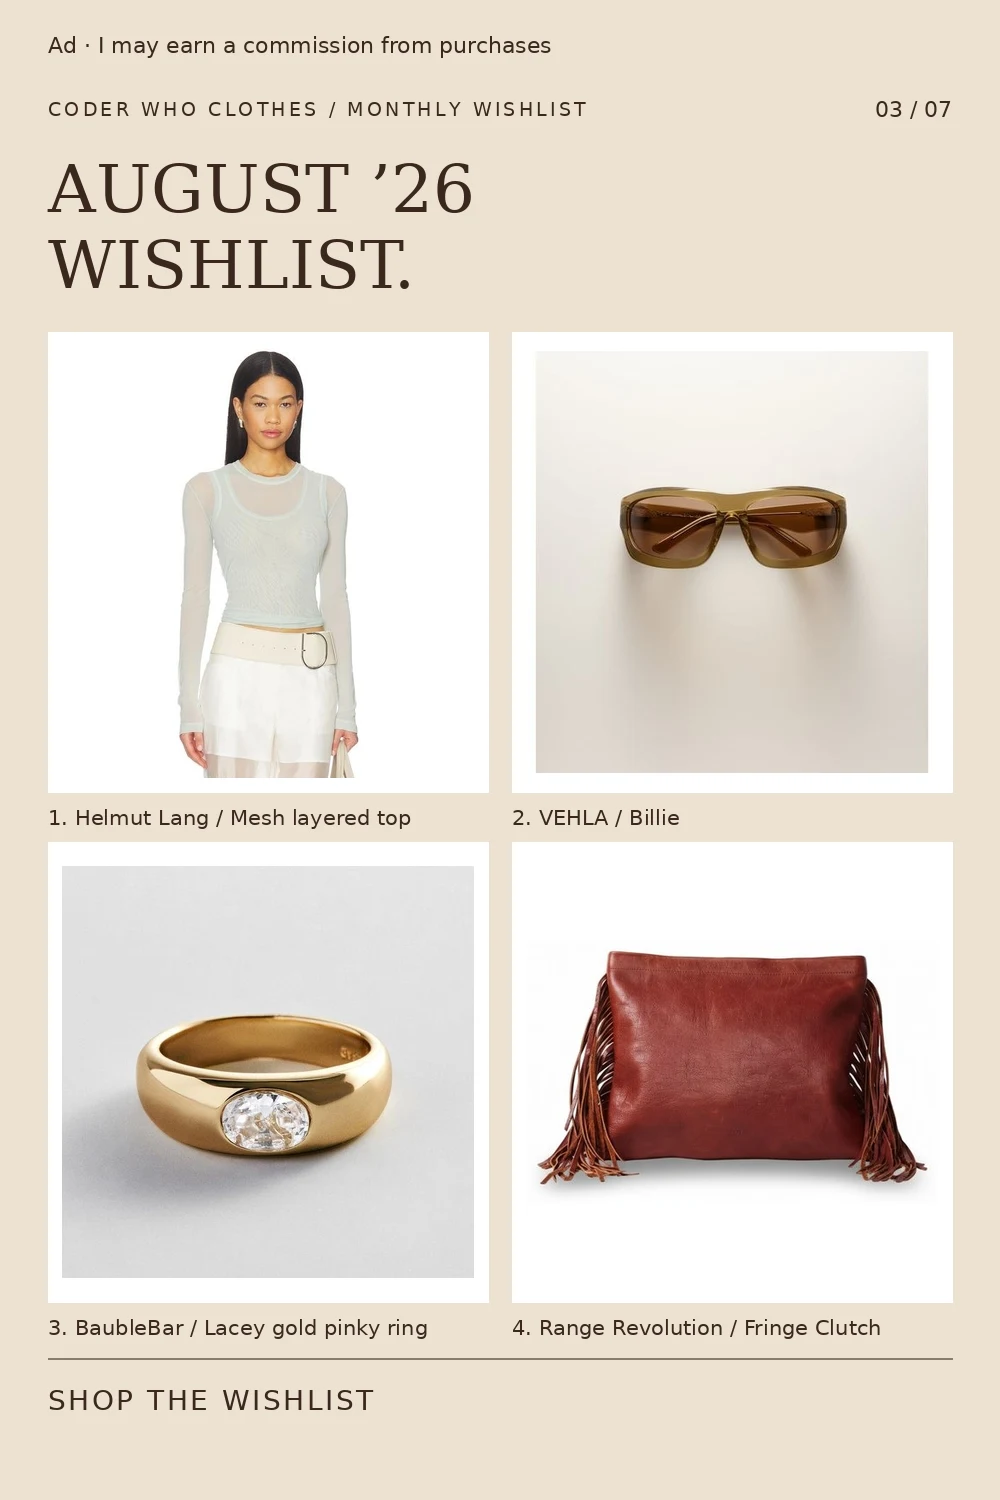 Ad · I may earn a commission from purchases
CODER WHO CLOTHES / MONTHLY WISHLIST
03 / 07
AUGUST ’26
WISHLIST.
1. Helmut Lang / Mesh layered top
2. VEHLA / Billie
3. BaubleBar / Lacey gold pinky ring
4. Range Revolution / Fringe Clutch
SHOP THE WISHLIST